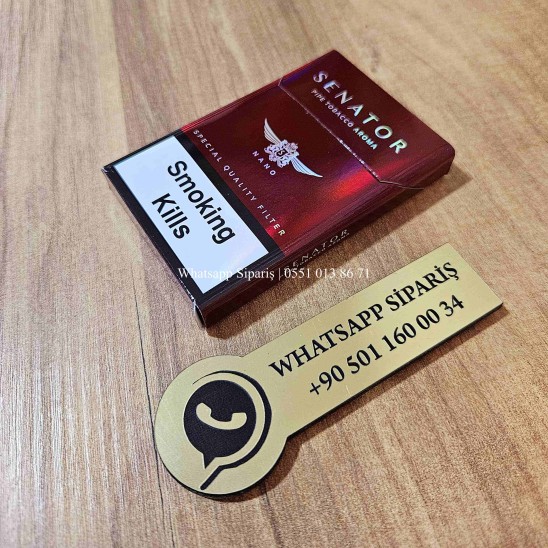 SENATOR
PIPE TOBACCO AROMA
NANO
SPECIAL QUALITY FILTER
Smoking
Kills
SENATOR
Whatsapp Sipariş | 0551 013 86 71
WHATSAPP SİPARİŞ
+90 501 160 00 34